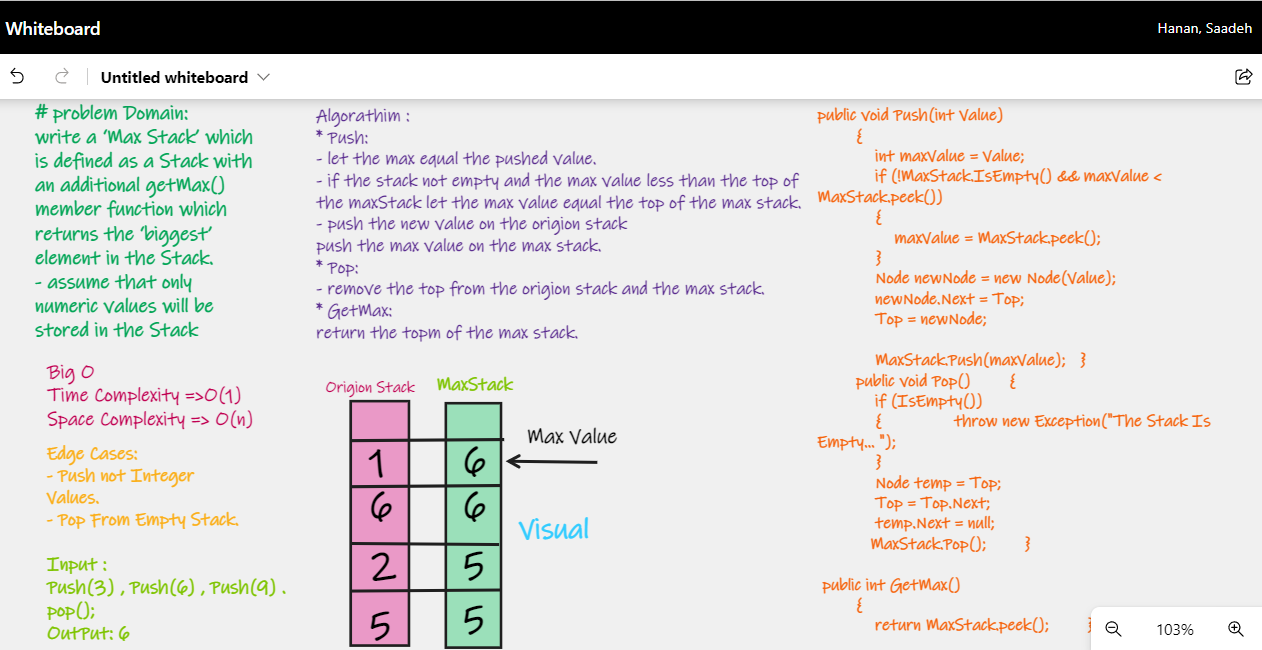 Whiteboard
Hanan, Saadeh
Untitled whiteboard
# problem Domain:
write a 'Max Stack' which
is defined as a Stack with
an additional getMax()
member function which
returns the 'biggest'
element in the Stack.
- assume that only
numeric values will be
stored in the Stack
Big O
Time Complexity =>O(1)
Space Complexity => O(n)
Edge Cases:
- Push not Integer
Values.
- Pop From Empty Stack.
Input :
Push(3) , Push(6) , Push(9) .
pop();
OutPut: 6
Algorathim :
* Push:
- let the max equal the pushed value.
- if the stack not empty and the max value less than the top of
the maxStack let the max value equal the top of the max stack.
- push the new value on the origion stack
push the max value on the max stack.
* Pop:
- remove the top from the origion stack and the max stack.
* GetMax:
return the topm of the max stack.
Origion Stack MaxStack
Max Value
1 6
6 6
Visual
2 5
5 5
public void Push(int Value)
{
int maxValue = Value;
if (!MaxStack.IsEmpty() && maxValue <
MaxStack.peek())
{
maxValue = MaxStack.peek();
}
Node newNode = new Node(Value);
newNode.Next = Top;
Top = newNode;
MaxStack.Push(maxValue); }
public void Pop() {
if (IsEmpty())
{ throw new Exception("The Stack Is
Empty... ");
}
Node temp = Top;
Top = Top.Next;
temp.Next = null;
MaxStack.Pop(); }
public int GetMax()
{
return MaxStack.peek(); }
103%